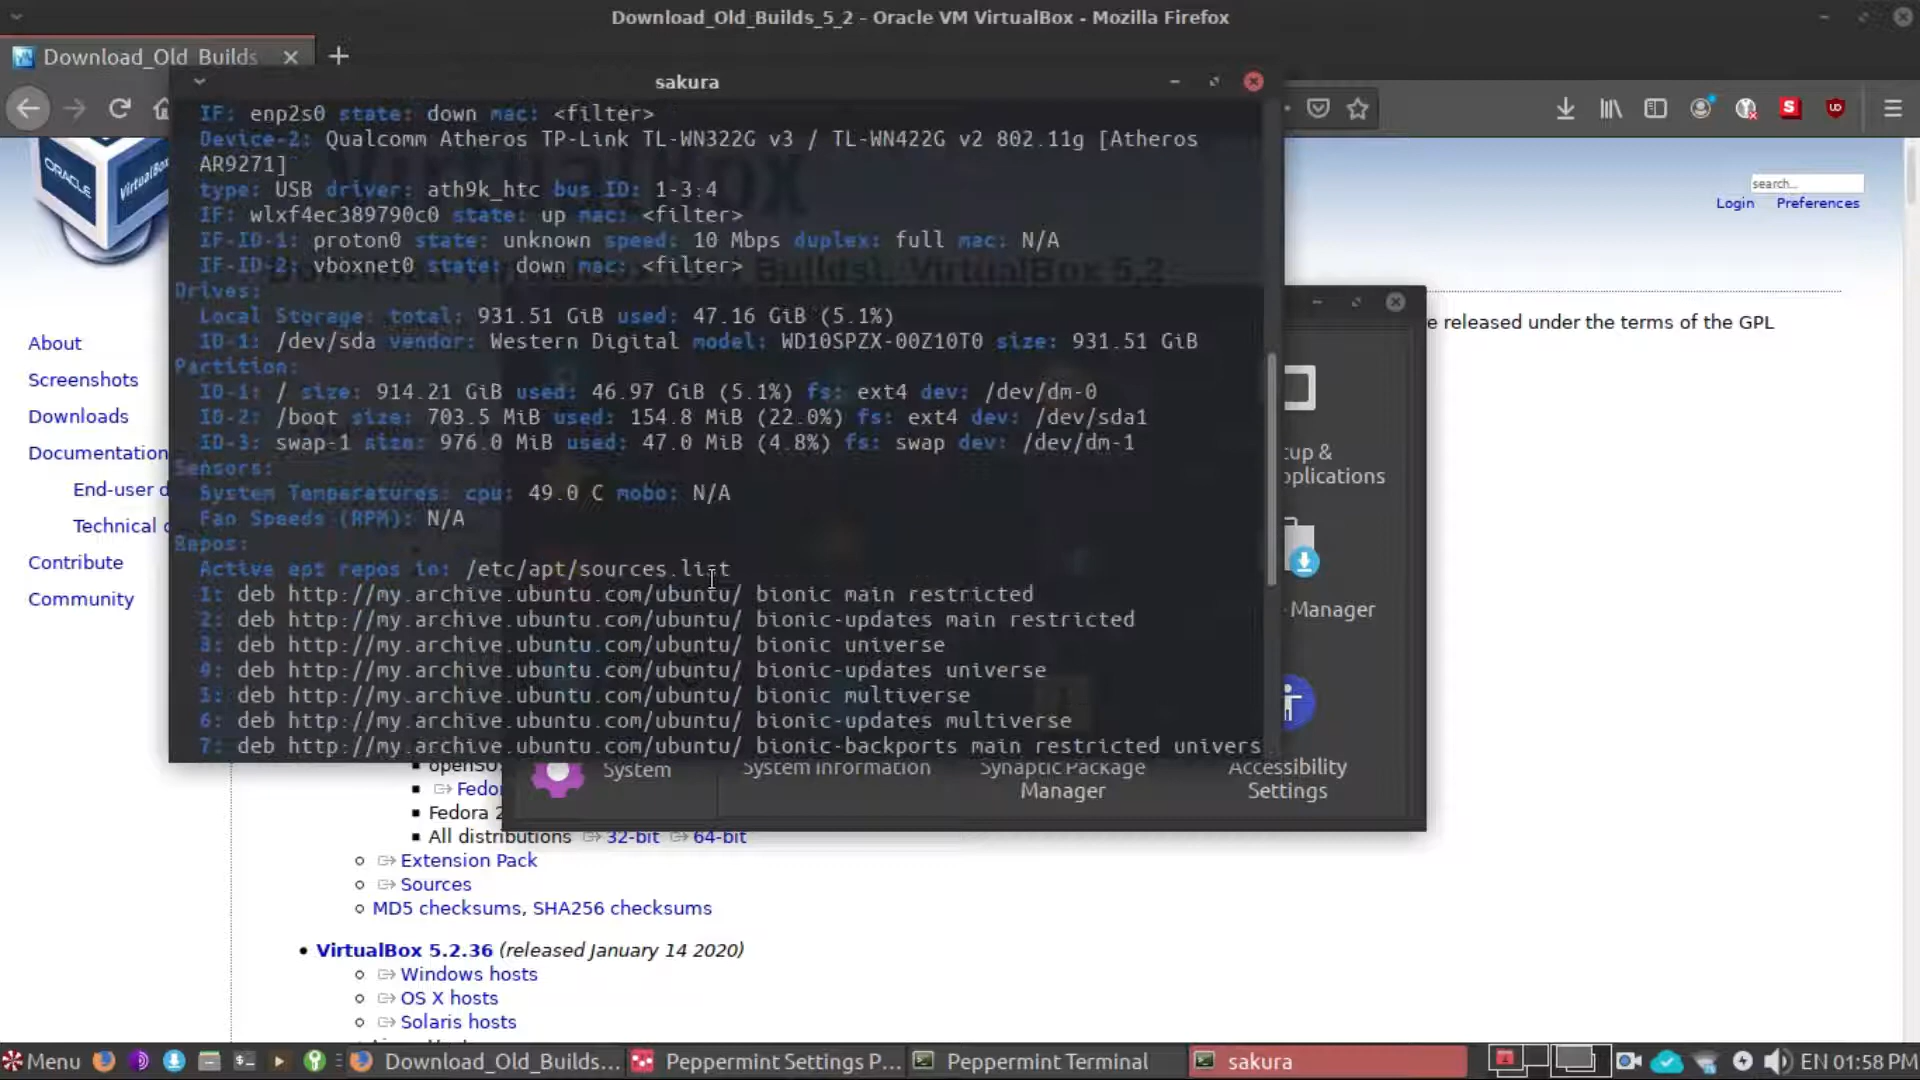 Download_Old_Builds_5_2 - Oracle VM VirtualBox - Mozilla Firefox
Download_Old_Builds
sakura
IF: enp2s0 state: down mac: <filter>
Device-2: Qualcomm Atheros TP-Link TL-WN322G v3 / TL-WN422G v2 802.11g [Atheros
AR9271]
type: USB driver: ath9k_htc bus ID: 1-3:4
IF: wlxf4ec389790c0 state: up mac: <filter>
IF-ID-1: proton0 state: unknown speed: 10 Mbps duplex: full mac: N/A
IF-ID-2: vboxnet0 state: down mac: <filter>
Drives:
Local Storage: total: 931.51 GiB used: 47.16 GiB (5.1%)
ID-1: /dev/sda vendor: Western Digital model: WD10SPZX-00Z10T0 size: 931.51 GiB
Partition:
ID-1: / size: 914.21 GiB used: 46.97 GiB (5.1%) fs: ext4 dev: /dev/dm-0
ID-2: /boot size: 703.5 MiB used: 154.8 MiB (22.0%) fs: ext4 dev: /dev/sda1
ID-3: swap-1 size: 976.0 MiB used: 47.0 MiB (4.8%) fs: swap dev: /dev/dm-1
Sensors:
System Temperatures: cpu: 49.0 C mobo: N/A
Fan Speeds (RPM): N/A
Repos:
Active apt repos in: /etc/apt/sources.list
1: deb http://my.archive.ubuntu.com/ubuntu/ bionic main restricted
2: deb http://my.archive.ubuntu.com/ubuntu/ bionic-updates main restricted
3: deb http://my.archive.ubuntu.com/ubuntu/ bionic universe
4: deb http://my.archive.ubuntu.com/ubuntu/ bionic-updates universe
5: deb http://my.archive.ubuntu.com/ubuntu/ bionic multiverse
6: deb http://my.archive.ubuntu.com/ubuntu/ bionic-updates multiverse
7: deb http://my.archive.ubuntu.com/ubuntu/ bionic-backports main restricted univers
ORACLE
VirtualBox
search...
Login Preferences
e released under the terms of the GPL
About
Screenshots
Downloads
Documentation
End-user d
Technical
Contribute
Community
tup &
pplications
Manager
System
System Information
Synaptic Package
Manager
Accessibility
Settings
openSU
Fedo
Fedora 2
All distributions 32-bit 64-bit
Extension Pack
Sources
MD5 checksums, SHA256 checksums
VirtualBox 5.2.36 (released January 14 2020)
Windows hosts
OS X hosts
Solaris hosts
Menu
Download_Old_Builds...
Peppermint Settings P...
Peppermint Terminal
sakura
EN 01:58 PM